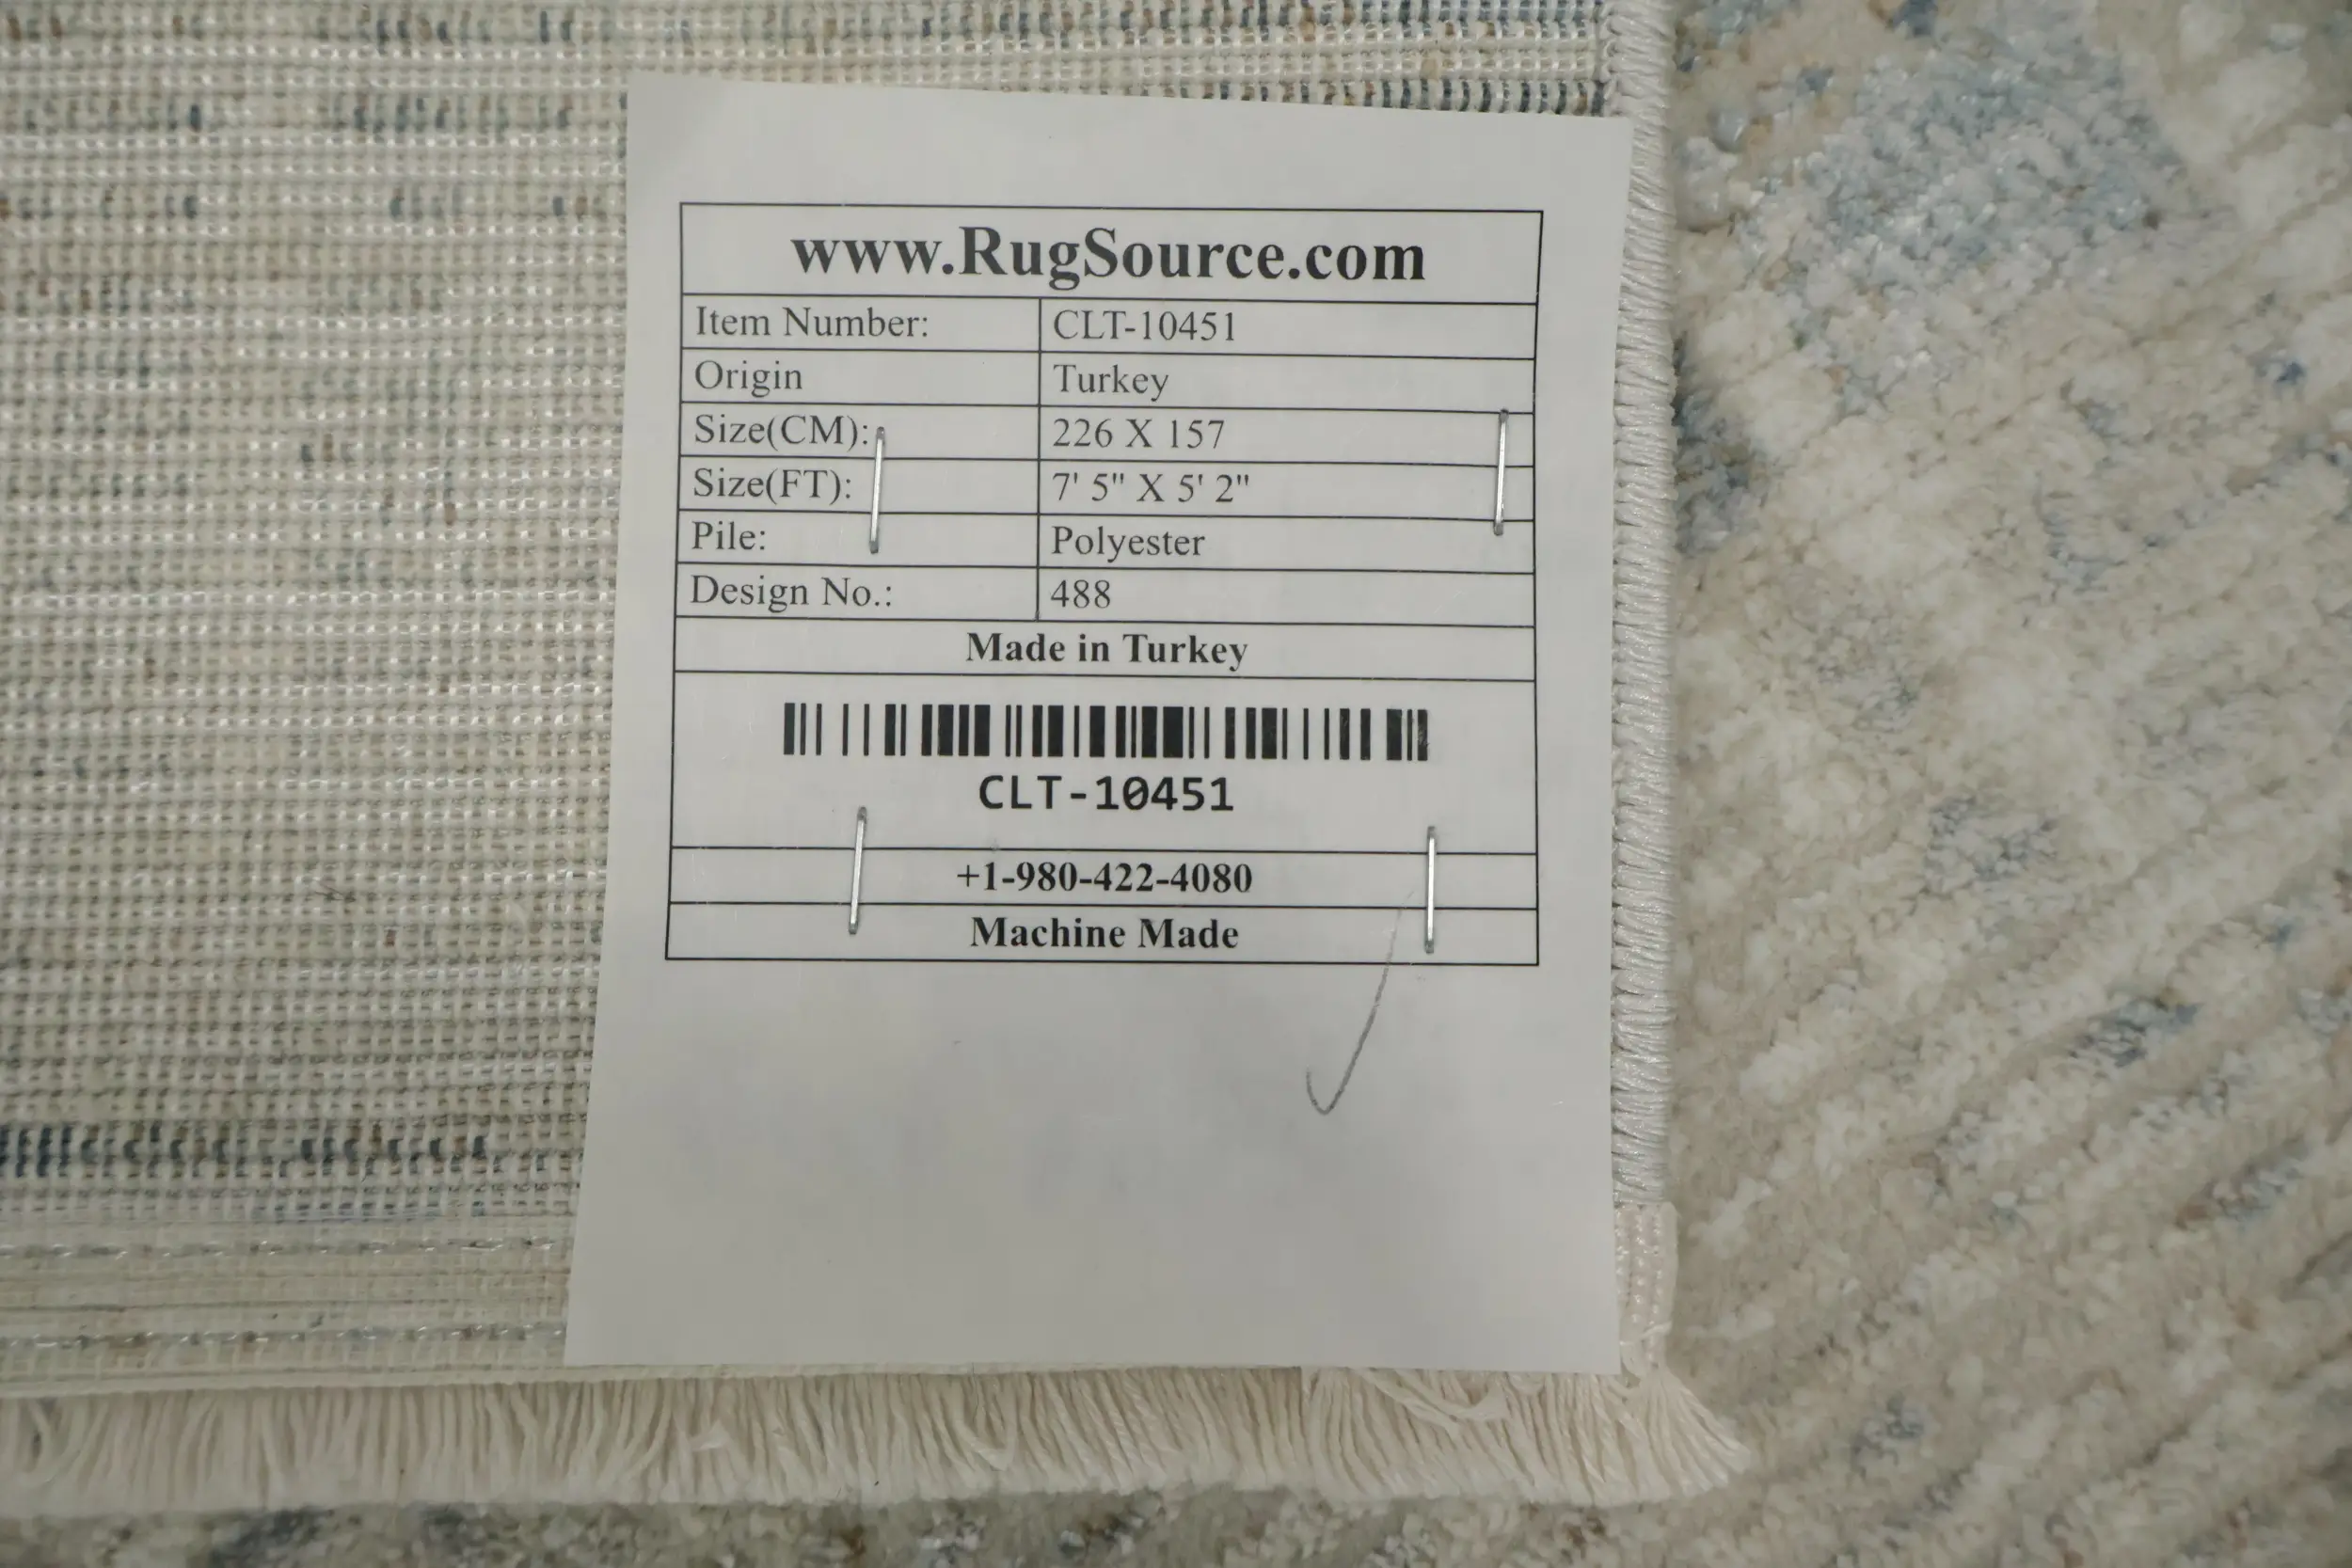 www.RugSource.com
Item Number: CLT-10451
Origin Turkey
Size(CM): 226 X 157
Size(FT): 7' 5" X 5' 2"
Pile: Polyester
Design No.: 488
Made in Turkey
CLT-10451
+1-980-422-4080
Machine Made